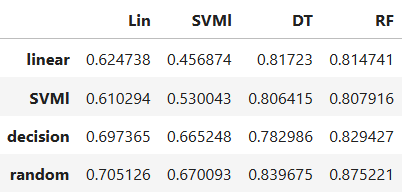 Lin SVMl DT RF
linear 0.624738 0.456874 0.81723 0.814741
SVMl 0.610294 0.530043 0.806415 0.807916
decision 0.697365 0.665248 0.782986 0.829427
random 0.705126 0.670093 0.839675 0.875221